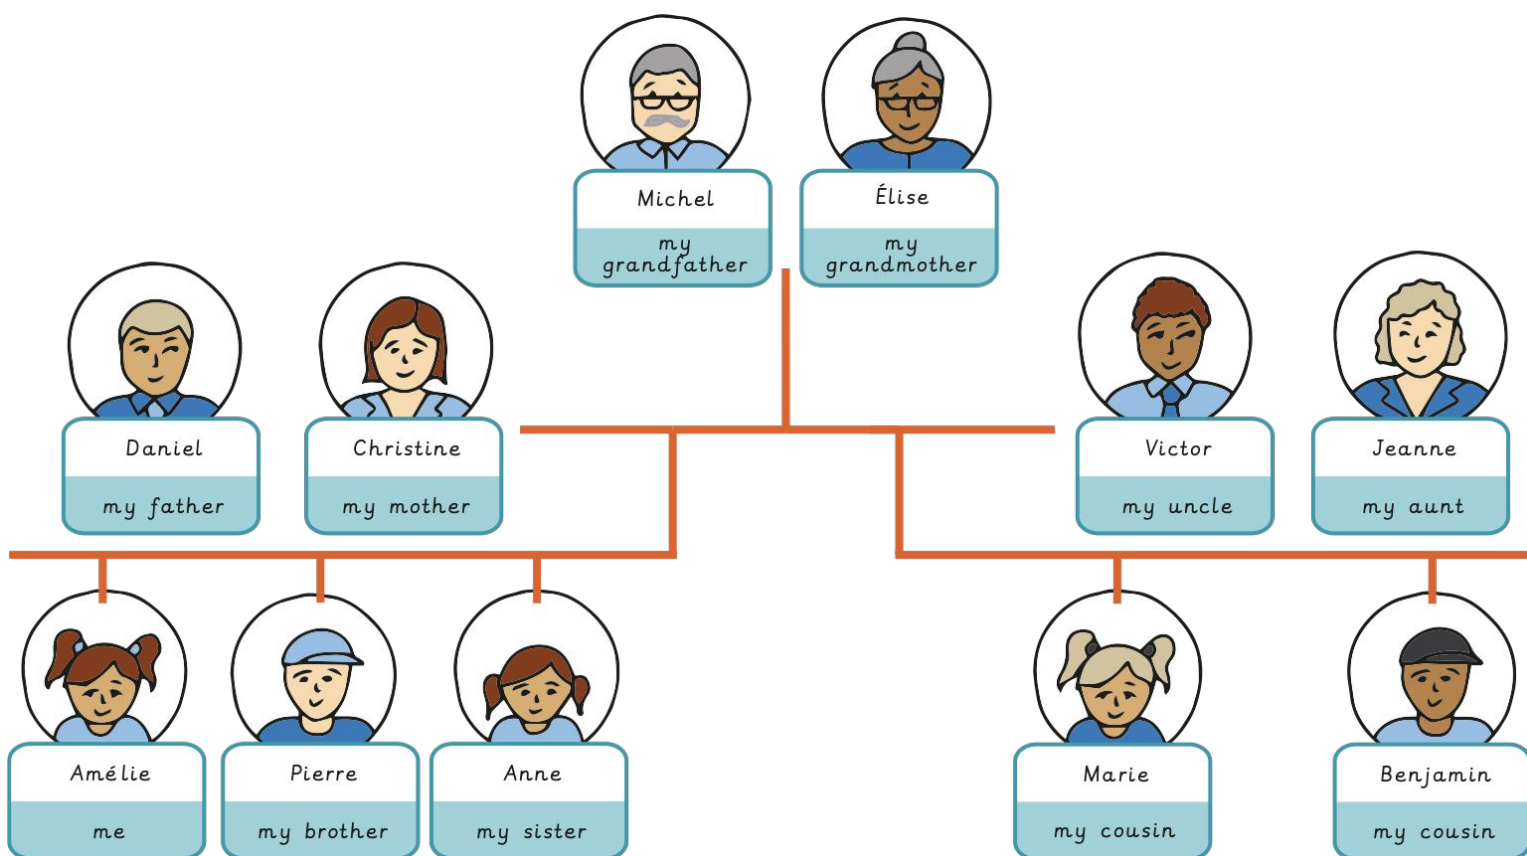 Michel
my
grandfather
Élise
my
grandmother
Daniel
my father
Christine
my mother
Victor
my uncle
Jeanne
my aunt
Amélie
me
Pierre
my brother
Anne
my sister
Marie
my cousin
Benjamin
my cousin